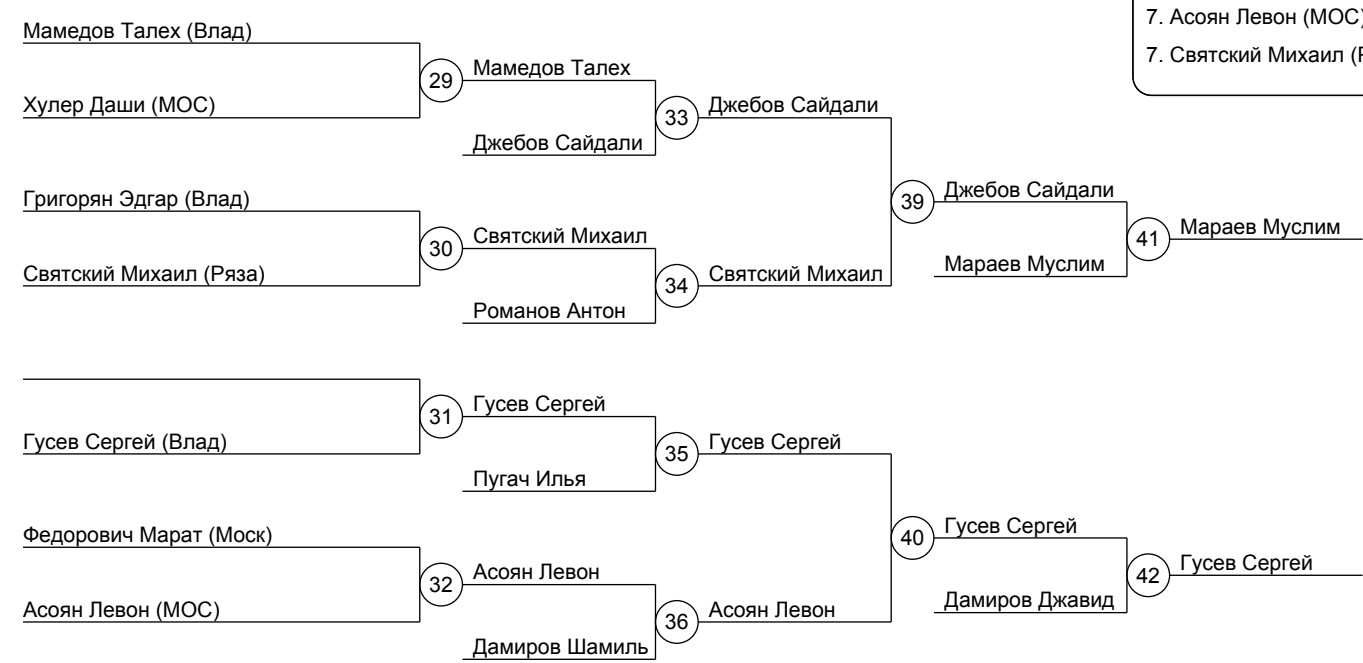 7. Асоян Левон (МОС)
Мамедов Талех (Влад)
7. Святский Михаил (
29
Мамедов Талех
Хулер Даши (МОС)
33
Джебов Сайдали
Джебов Сайдали
Григорян Эдгар (Влад)
39
Джебов Сайдали
30
Святский Михаил
41
Мараев Муслим
Святский Михаил (Ряза)
34
Святский Михаил
Мараев Муслим
Романов Антон
31
Гусев Сергей
Гусев Сергей (Влад)
35
Гусев Сергей
Пугач Илья
Федорович Марат (Моск)
40
Гусев Сергей
32
Асоян Левон
42
Гусев Сергей
Асоян Левон (МОС)
36
Асоян Левон
Дамиров Джавид
Дамиров Шамиль